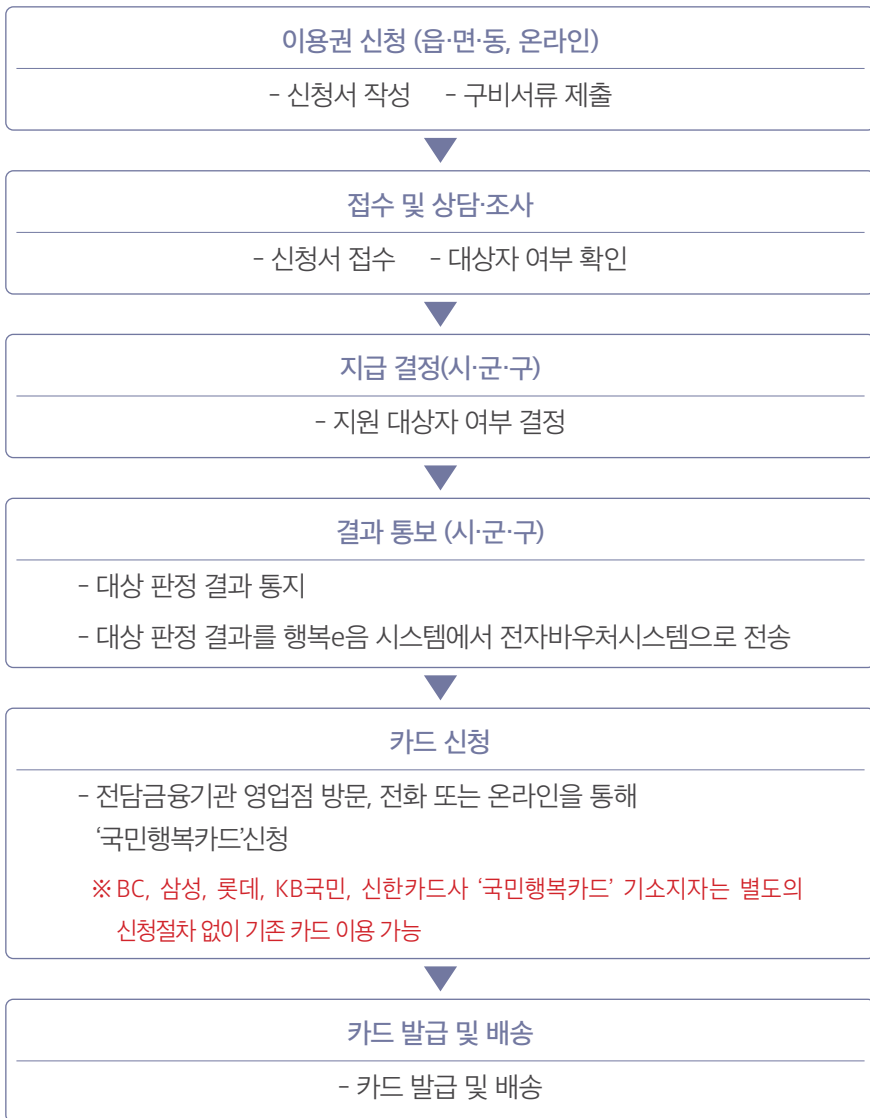 이용권 신청 (읍·면·동, 온라인)
- 신청서 작성 - 구비서류 제출
접수 및 상담·조사
- 신청서 접수 - 대상자 여부 확인
지급 결정(시·군·구)
- 지원 대상자 여부 결정
결과 통보 (시·군·구)
- 대상 판정 결과 통지
- 대상 판정 결과를 행복e음 시스템에서 전자바우처시스템으로 전송
카드 신청
- 전담금융기관 영업점 방문, 전화 또는 온라인을 통해
‘국민행복카드’신청
※ BC, 삼성, 롯데, KB국민, 신한카드사 ‘국민행복카드’ 기소지자는 별도의
신청절차 없이 기존 카드 이용 가능
카드 발급 및 배송
- 카드 발급 및 배송